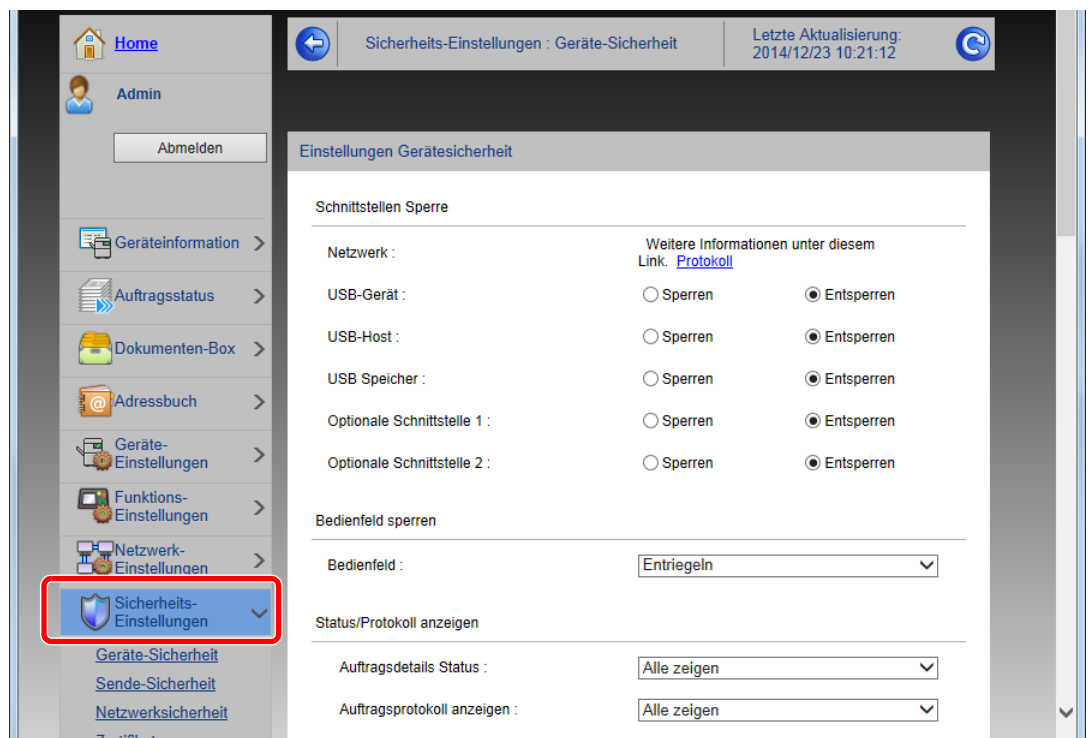 Home
Admin
Abmelden
Geräteinformation
Auftragsstatus
Dokumenten-Box
Adressbuch
Geräte-
Einstellungen
Funktions-
Einstellungen
Netzwerk-
Einstellungen
Sicherheits-
Einstellungen
Geräte-Sicherheit
Sende-Sicherheit
Netzwerksicherheit
Sicherheits-Einstellungen : Geräte-Sicherheit
Letzte Aktualisierung:
2014/12/23 10:21:12
Einstellungen Gerätesicherheit
Schnittstellen Sperre
Netzwerk : Weitere Informationen unter diesem
Link. Protokoll
USB-Gerät : Sperren Entsperren
USB-Host : Sperren Entsperren
USB Speicher : Sperren Entsperren
Optionale Schnittstelle 1 : Sperren Entsperren
Optionale Schnittstelle 2 : Sperren Entsperren
Bedienfeld sperren
Bedienfeld : Entriegeln
Status/Protokoll anzeigen
Auftragsdetails Status : Alle zeigen
Auftragsprotokoll anzeigen : Alle zeigen